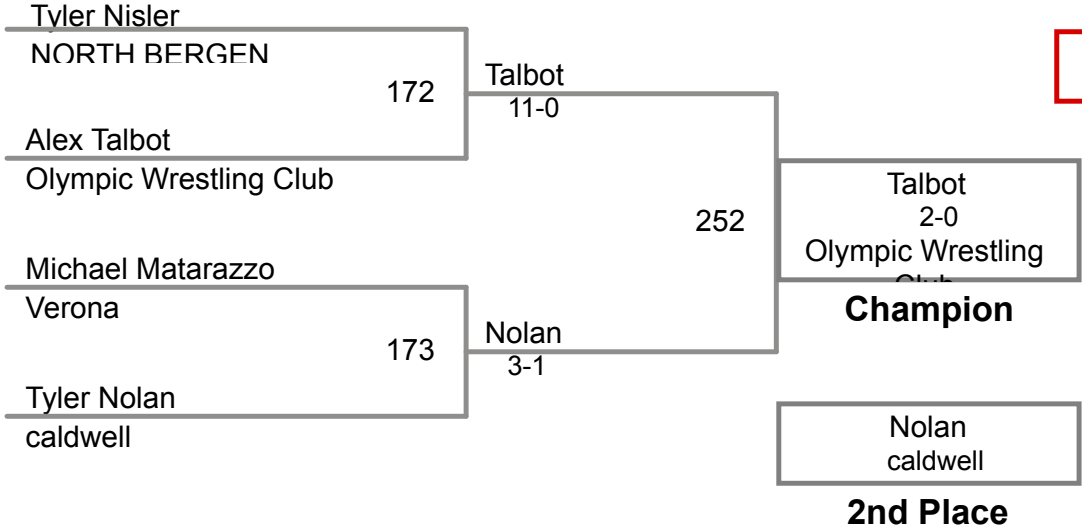 Tyler Nisler
NORTH BERGEN
172
Talbot
11-0
Alex Talbot
Olympic Wrestling Club
252
Talbot
2-0
Olympic Wrestling
Club
Champion
Michael Matarazzo
Verona
173
Nolan
3-1
Tyler Nolan
caldwell
Nolan
caldwell
2nd Place